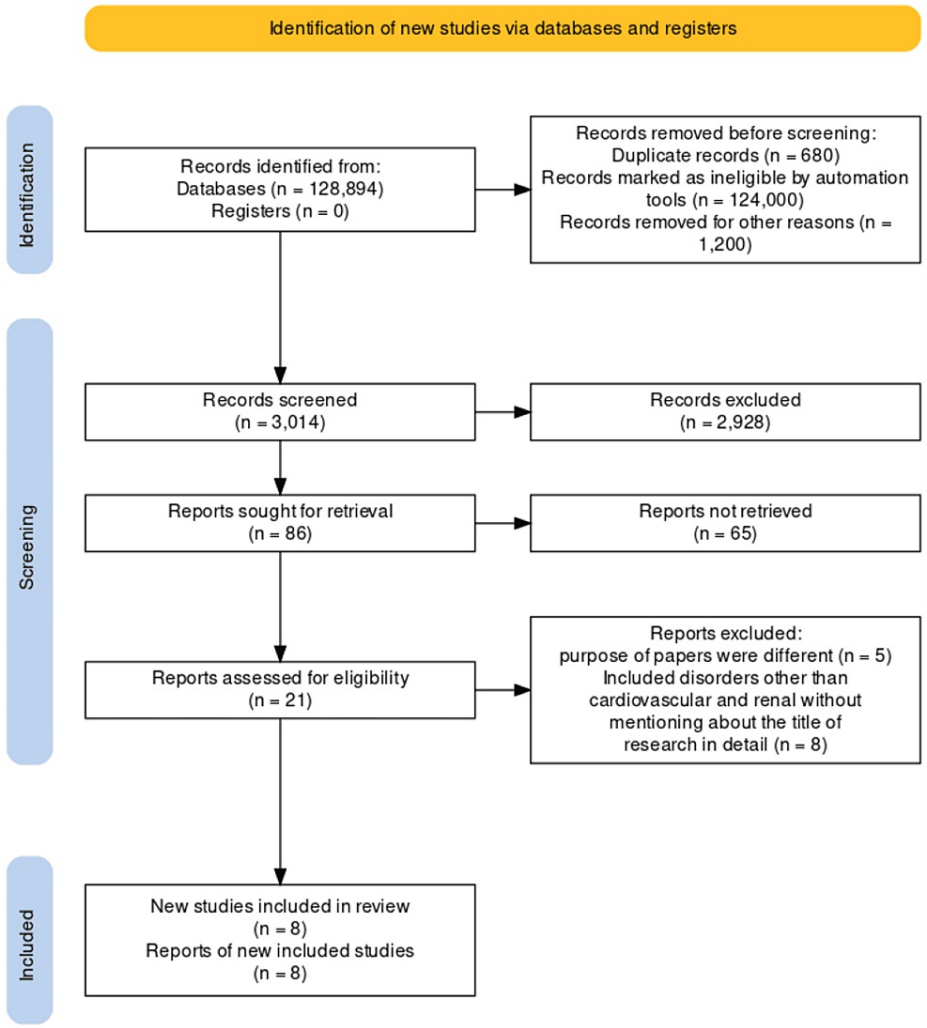 Identification of new studies via databases and registers
Identification
Records identified from:
Databases (n = 128,894)
Registers (n = 0)
Records removed before screening:
Duplicate records (n = 680)
Records marked as ineligible by automation
tools (n = 124,000)
Records removed for other reasons (n =
1,200)
Screening
Records screened
(n = 3,014)
Records excluded
(n = 2,928)
Reports sought for retrieval
(n = 86)
Reports not retrieved
(n = 65)
Reports assessed for eligibility
(n = 21)
Reports excluded:
purpose of papers were different (n = 5)
Included disorders other than
cardiovascular and renal without
mentioning about the title of
research in detail (n = 8)
Included
New studies included in review
(n = 8)
Reports of new included studies
(n = 8)